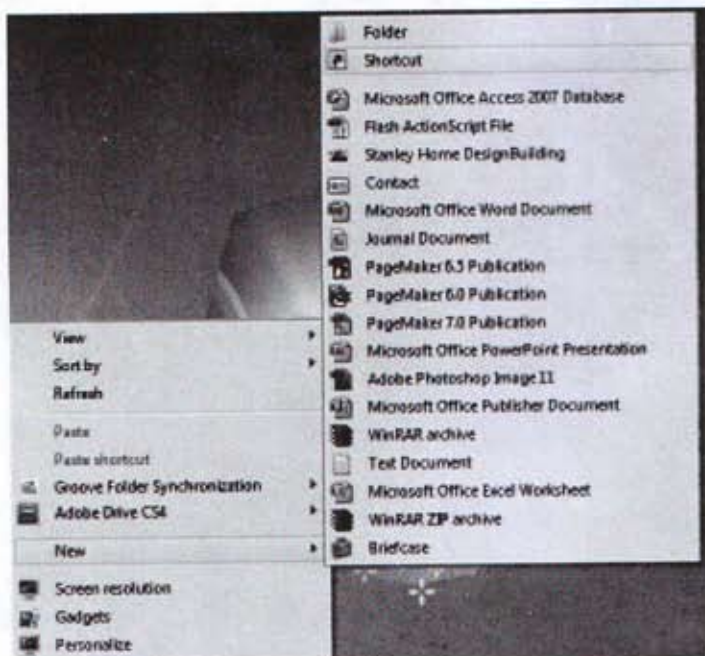 Folder
Shortcut
Microsoft Office Access 2007 Database
Flash ActionScript File
Stanley Home DesignBuilding
Contact
Microsoft Office Word Document
Journal Document
PageMaker 6.5 Publication
PageMaker 6.0 Publication
PageMaker 7.0 Publication
Microsoft Office PowerPoint Presentation
Adobe Photoshop Image 11
Microsoft Office Publisher Document
WinRAR archive
Text Document
Microsoft Office Excel Worksheet
WinRAR ZIP archive
Briefcase
View
Sort by
Refresh
Paste
Paste shortcut
Groove Folder Synchronization
Adobe Drive CS4
New
Screen resolution
Gadgets
Personalize